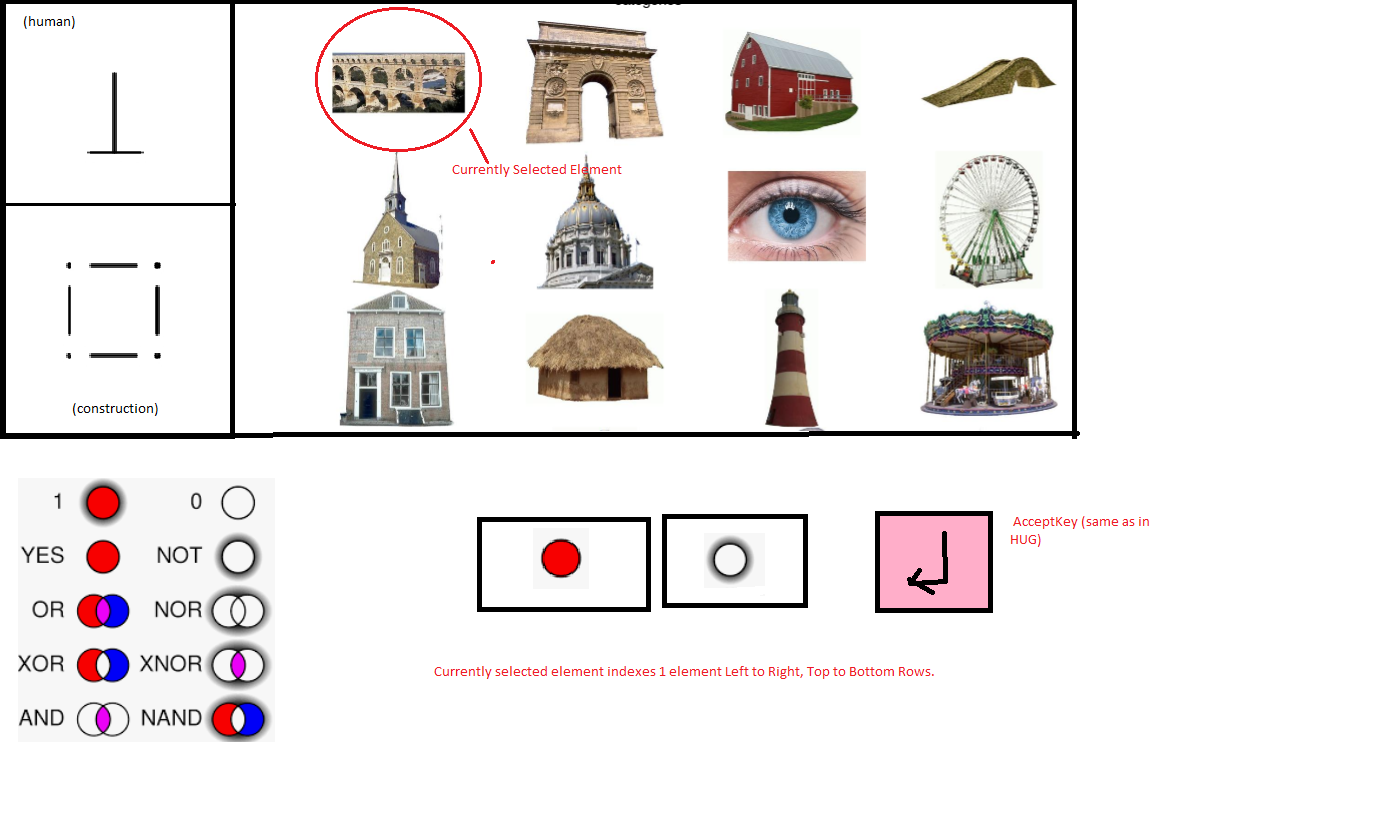 (human)
Currently Selected Element
(construction)
1 0
YES NOT
OR NOR
XOR XNOR
AND NAND
AcceptKey (same as in
HUG)
Currently selected element indexes 1 element Left to Right, Top to Bottom Rows.